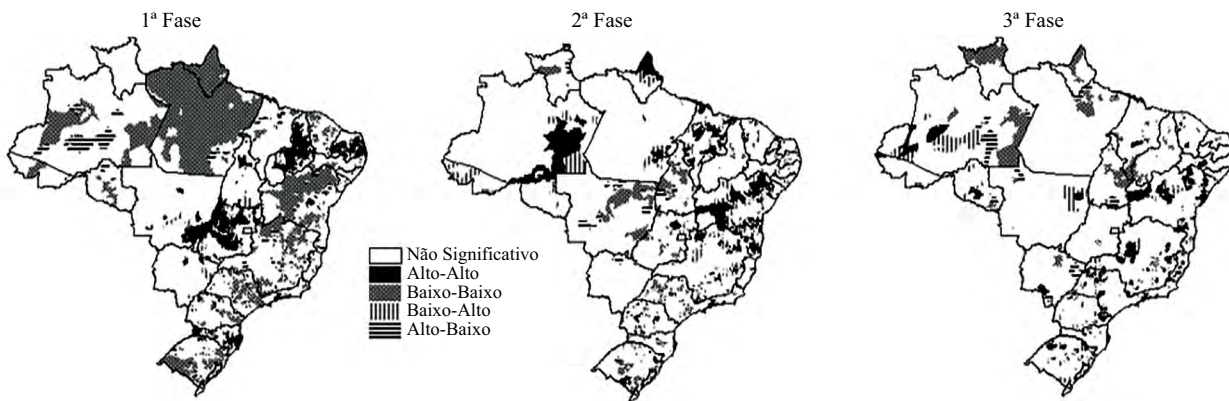 1ª Fase
2ª Fase
3ª Fase
Não Significativo
Alto-Alto
Baixo-Baixo
Baixo-Alto
Alto-Baixo